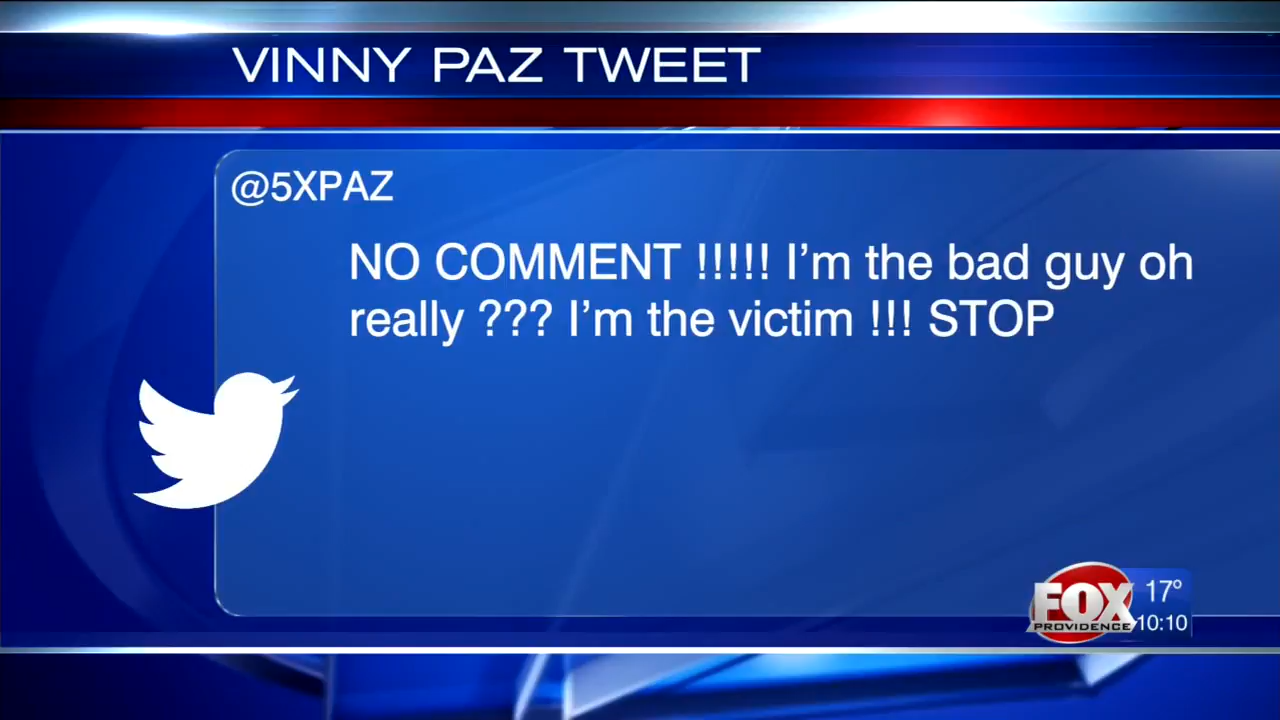 VINNY PAZ TWEET
@5XPAZ
NO COMMENT !!!!! I’m the bad guy oh
really ??? I’m the victim !!! STOP
FOX 17°
PROVIDENCE 10:10